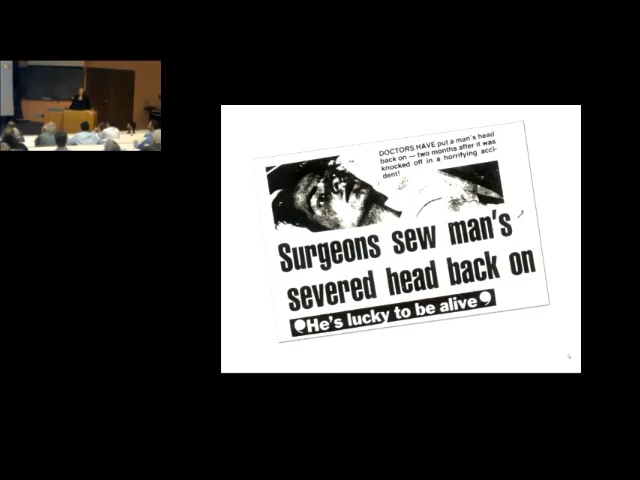 DOCTORS HAVE put a man's head
back on — two months after it was
knocked off in a horrifying acci-
dent!
Surgeons sew man's
severed head back on
❛He's lucky to be alive❜